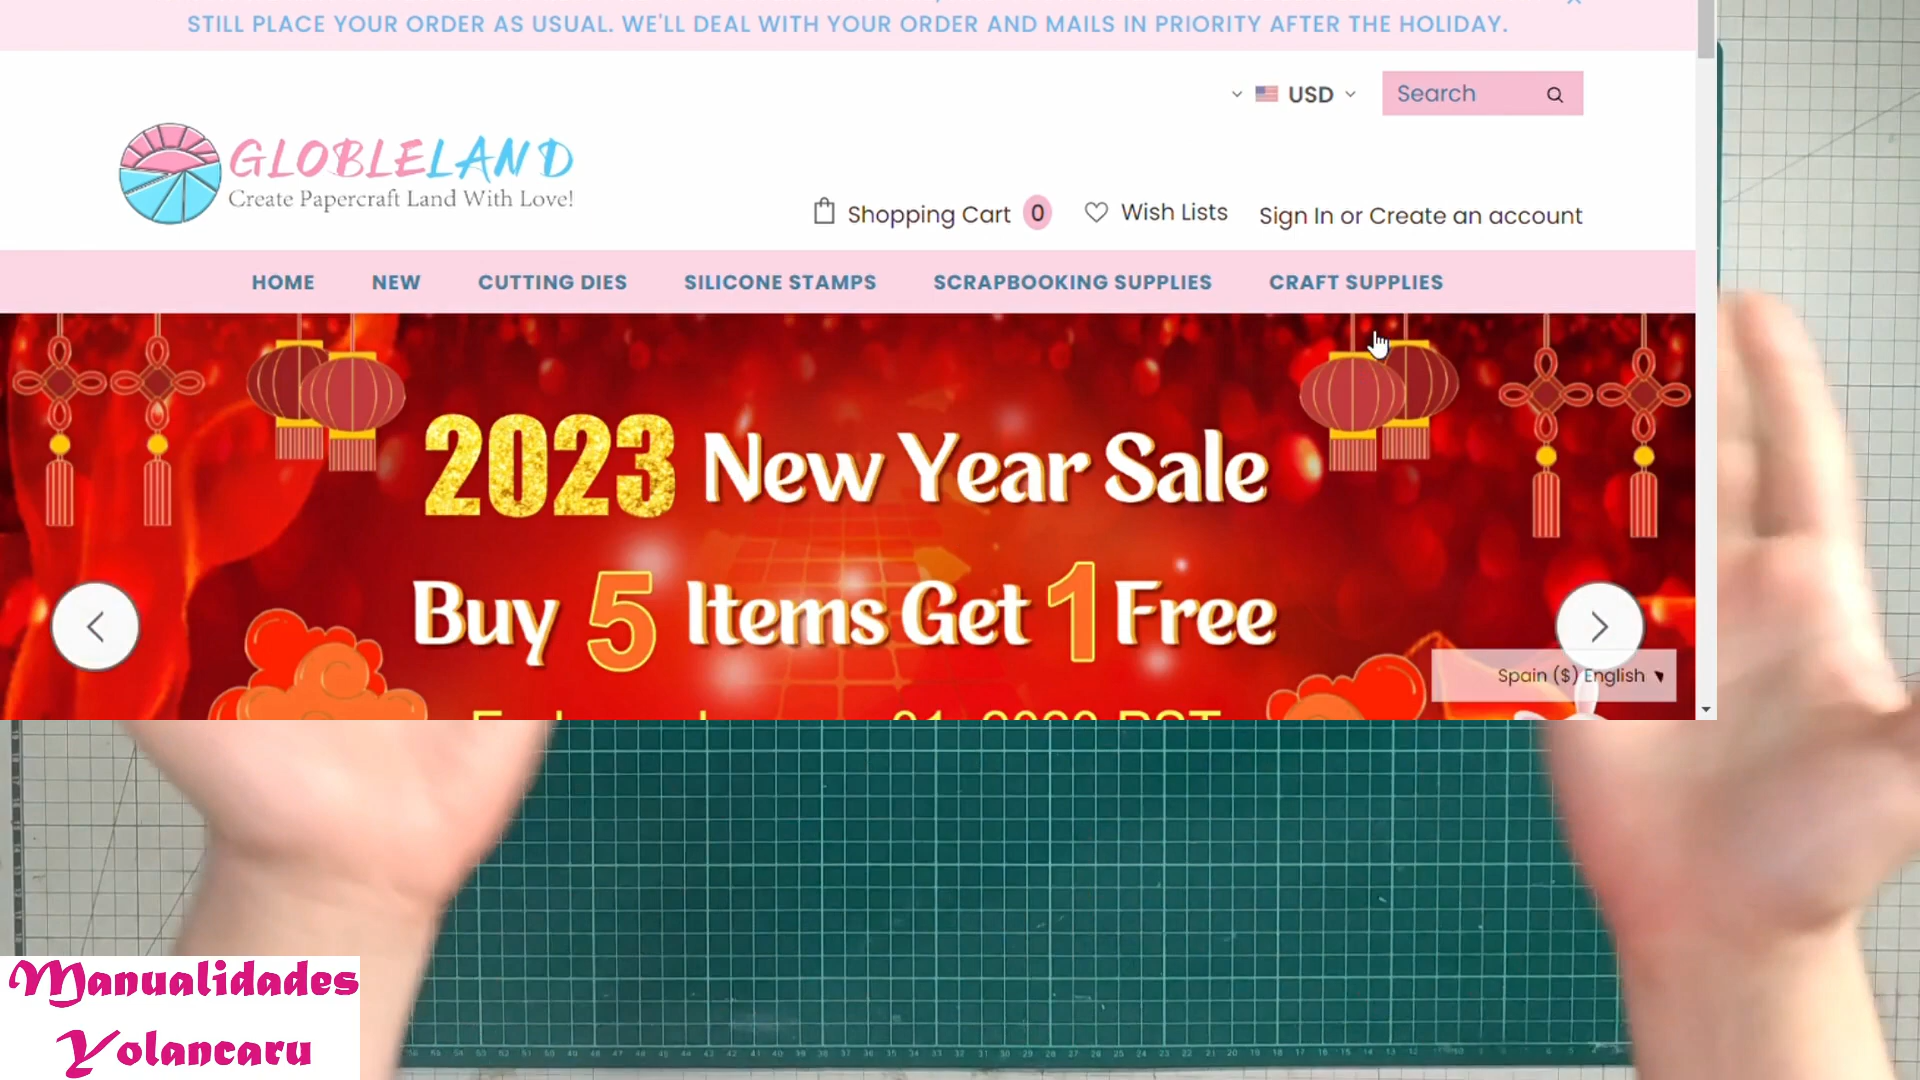 STILL PLACE YOUR ORDER AS USUAL. WE'LL DEAL WITH YOUR ORDER AND MAILS IN PRIORITY AFTER THE HOLIDAY.
USD
Search
GLOBLELAND
Create Papercraft Land With Love!
Shopping Cart 0
Wish Lists
Sign In or Create an account
HOME NEW CUTTING DIES SILICONE STAMPS SCRAPBOOKING SUPPLIES CRAFT SUPPLIES
2023 New Year Sale
Buy 5 Items Get 1 Free
Spain ($) English
Manualidades
Yolancaru